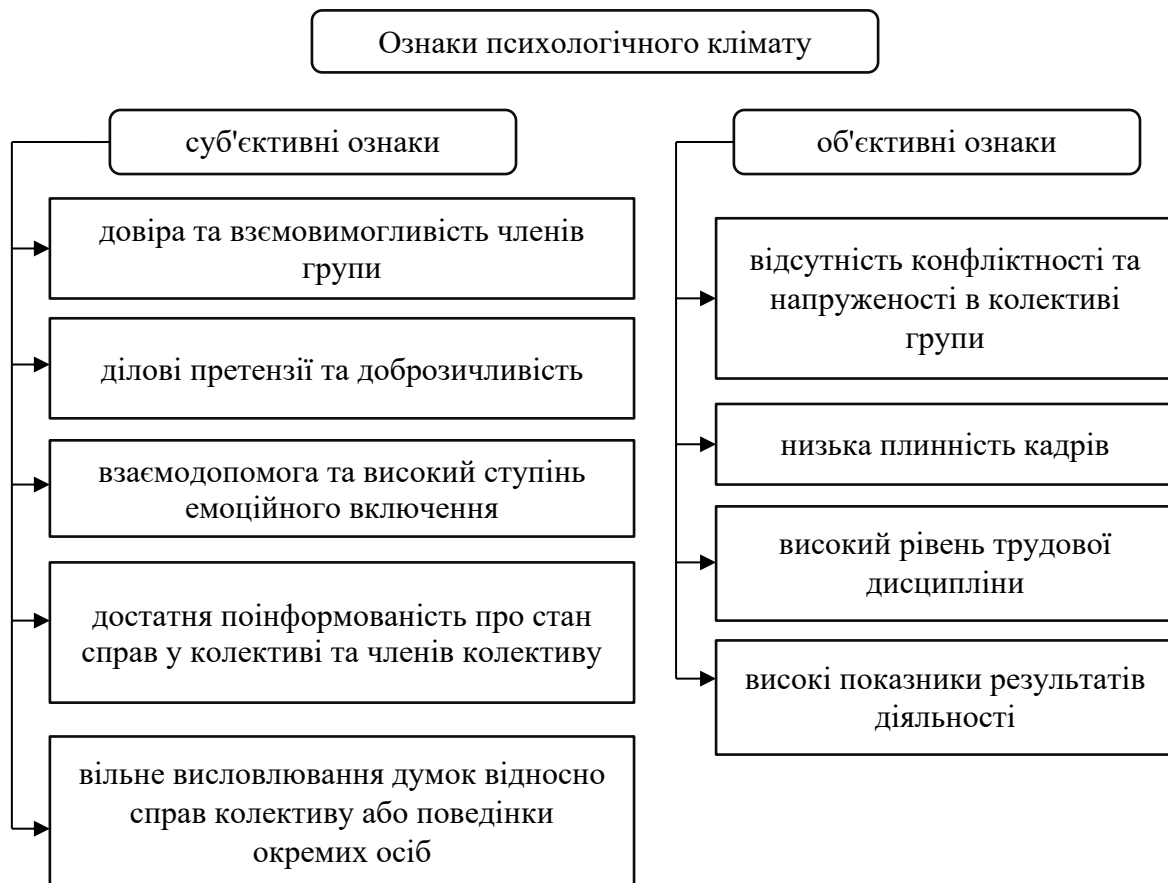 Ознаки психологічного клімату
суб'єктивні ознаки
довіра та взємовимогливість членів
групи
ділові претензії та доброзичливість
взаємодопомога та високий ступінь
емоційного включення
достатня поінформованість про стан
справ у колективі та членів колективу
вільне висловлювання думок відносно
справ колективу або поведінки
окремих осіб
об'єктивні ознаки
відсутність конфліктності та
напруженості в колективі
групи
низька плинність кадрів
високий рівень трудової
дисципліни
високі показники результатів
діяльності